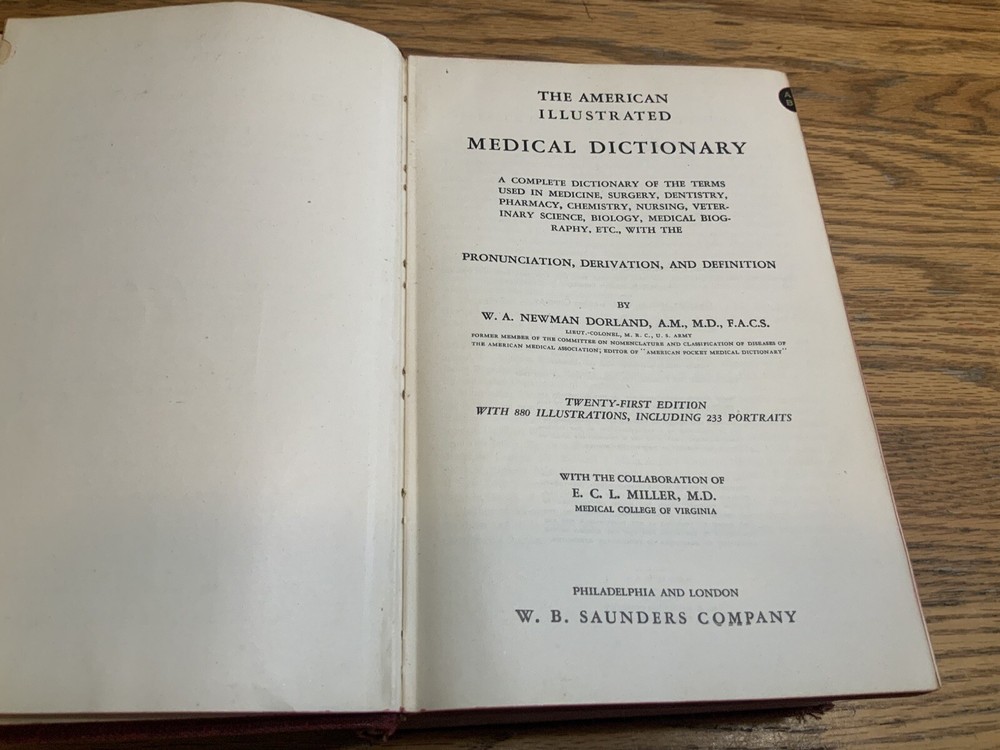 THE AMERICAN
ILLUSTRATED
MEDICAL DICTIONARY
A COMPLETE DICTIONARY OF THE TERMS
USED IN MEDICINE, SURGERY, DENTISTRY,
PHARMACY, CHEMISTRY, NURSING, VETER-
INARY SCIENCE, BIOLOGY, MEDICAL BIOG-
RAPHY, ETC., WITH THE
PRONUNCIATION, DERIVATION, AND DEFINITION
BY
W. A. NEWMAN DORLAND, A.M., M.D., F.A.C.S.
LIEUT.-COLONEL, M. R. C., U. S. ARMY
FORMER MEMBER OF THE COMMITTEE ON NOMENCLATURE AND CLASSIFICATION OF DISEASES OF
THE AMERICAN MEDICAL ASSOCIATION; EDITOR OF "AMERICAN POCKET MEDICAL DICTIONARY"
TWENTY-FIRST EDITION
WITH 880 ILLUSTRATIONS, INCLUDING 233 PORTRAITS
WITH THE COLLABORATION OF
E. C. L. MILLER, M.D.
MEDICAL COLLEGE OF VIRGINIA
PHILADELPHIA AND LONDON
W. B. SAUNDERS COMPANY
A
B